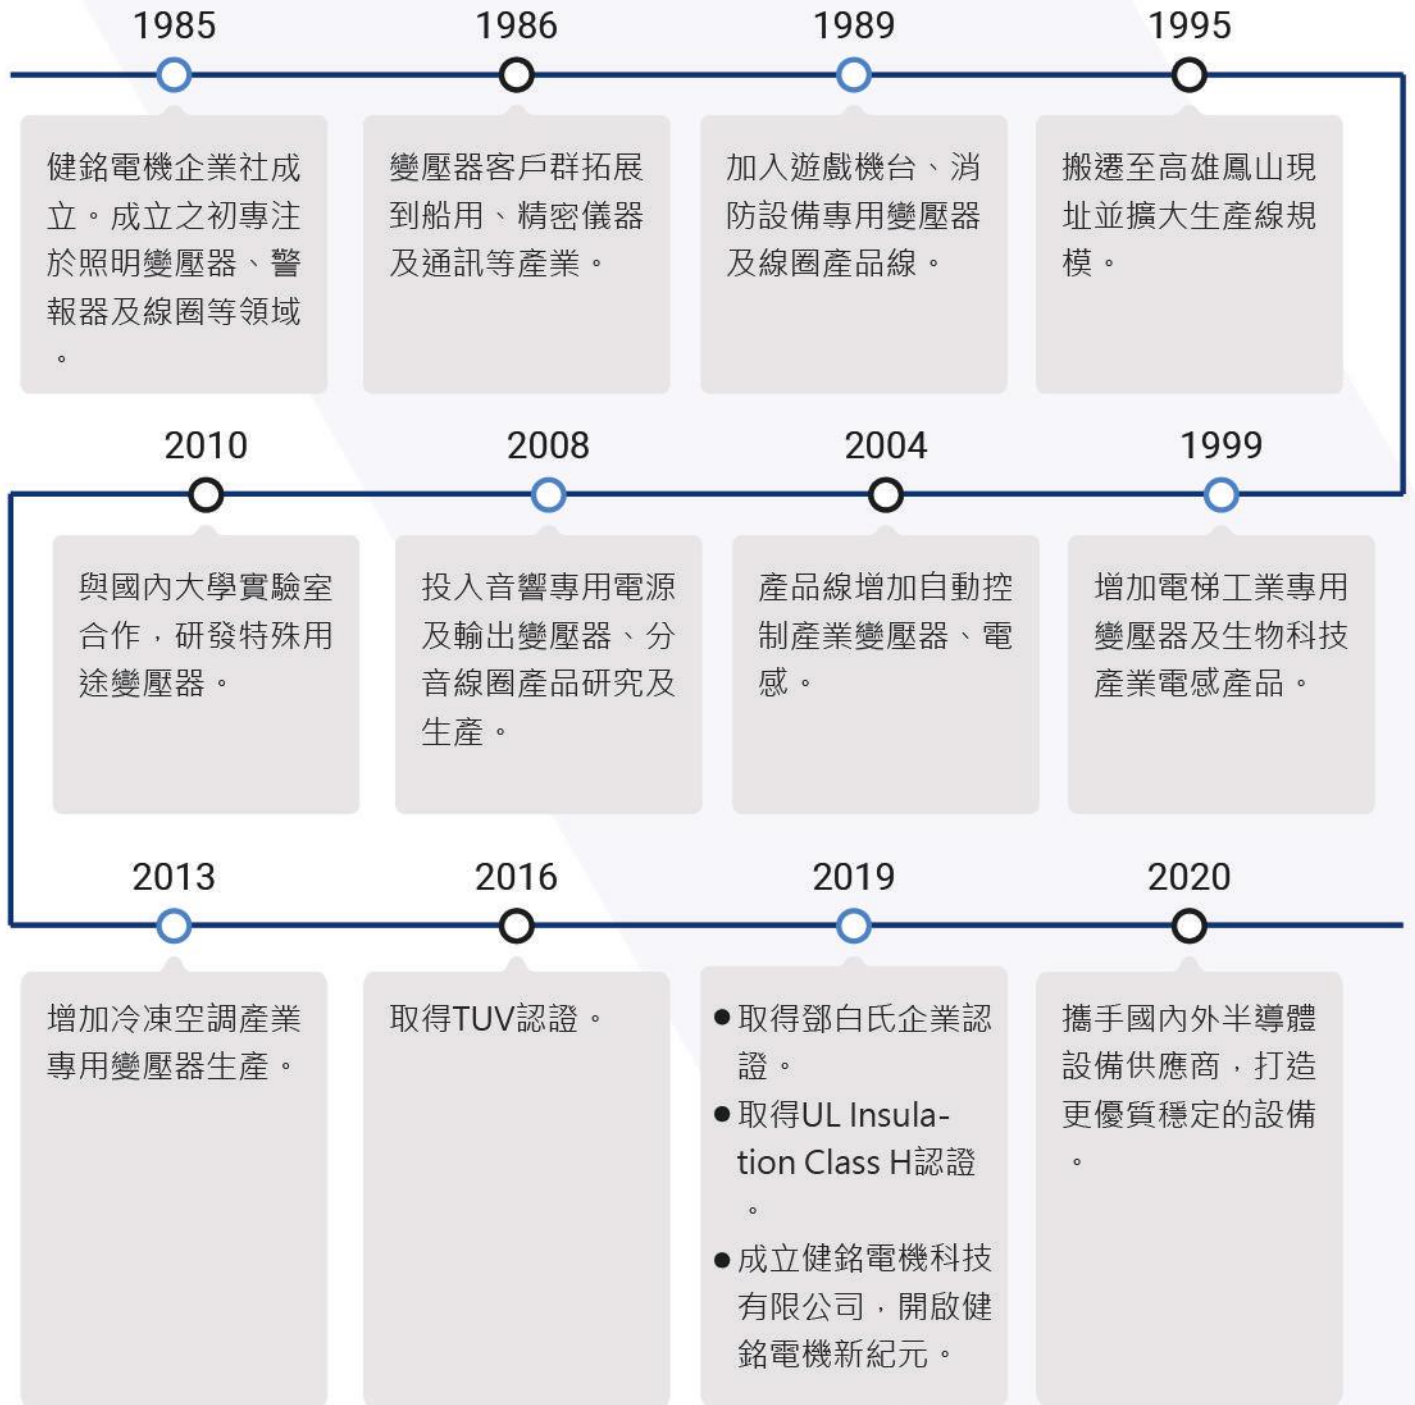 1985
健銘電機企業社成
立。成立之初專注
於照明變壓器、警
報器及線圈等領域
。
1986
變壓器客戶群拓展
到船用、精密儀器
及通訊等產業。
1989
加入遊戲機台、消
防設備專用變壓器
及線圈產品線。
1995
搬遷至高雄鳳山現
址並擴大生產線規
模。
1999
增加電梯工業專用
變壓器及生物科技
產業電感產品。
2004
產品線增加自動控
制產業變壓器、電
感。
2008
投入音響專用電源
及輸出變壓器、分
音線圈產品研究及
生產。
2010
與國內大學實驗室
合作，研發特殊用
途變壓器。
2013
增加冷凍空調產業
專用變壓器生產。
2016
取得TUV認證。
2019
●取得鄧白氏企業認
證。
●取得UL Insula-
tion Class H認證
。
●成立健銘電機科技
有限公司，開啟健
銘電機新紀元。
2020
攜手國內外半導體
設備供應商，打造
更優質穩定的設備
。